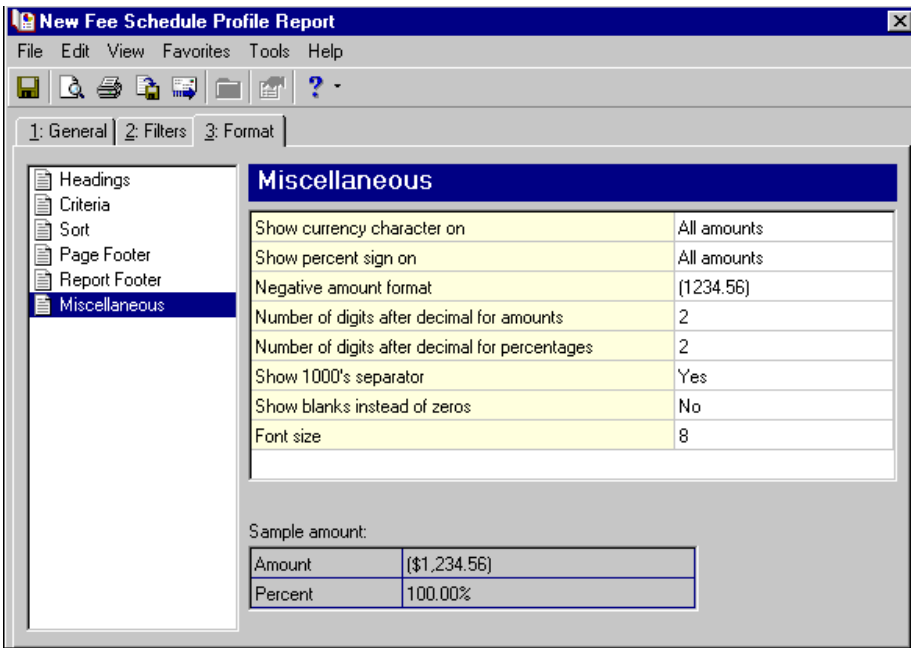 New Fee Schedule Profile Report
File Edit View Favorites Tools Help
1: General 2: Filters 3: Format
Headings
Criteria
Sort
Page Footer
Report Footer
Miscellaneous
Miscellaneous
Show currency character on All amounts
Show percent sign on All amounts
Negative amount format (1234.56)
Number of digits after decimal for amounts 2
Number of digits after decimal for percentages 2
Show 1000's separator Yes
Show blanks instead of zeros No
Font size 8
Sample amount:
Amount ($1,234.56)
Percent 100.00%